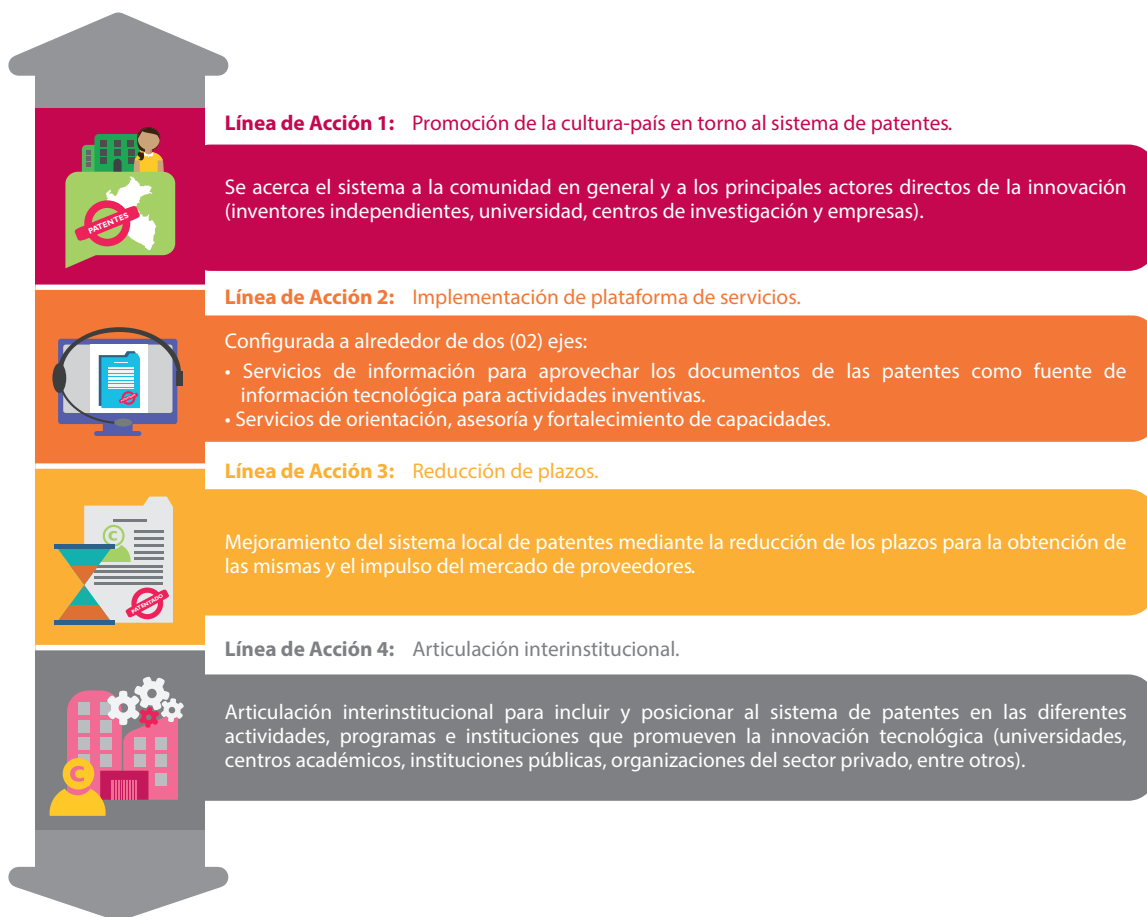 Línea de Acción 1: Promoción de la cultura-país en torno al sistema de patentes.
Se acerca el sistema a la comunidad en general y a los principales actores directos de la innovación
(inventores independientes, universidad, centros de investigación y empresas).
PATENTES
Línea de Acción 2: Implementación de plataforma de servicios.
Configurada a alrededor de dos (02) ejes:
• Servicios de información para aprovechar los documentos de las patentes como fuente de
información tecnológica para actividades inventivas.
• Servicios de orientación, asesoría y fortalecimiento de capacidades.
Línea de Acción 3: Reducción de plazos.
C
Mejoramiento del sistema local de patentes mediante la reducción de los plazos para la obtención de
las mismas y el impulso del mercado de proveedores.
PATENTADO
Línea de Acción 4: Articulación interinstitucional.
Articulación interinstitucional para incluir y posicionar al sistema de patentes en las diferentes
actividades, programas e instituciones que promueven la innovación tecnológica (universidades,
centros académicos, instituciones públicas, organizaciones del sector privado, entre otros).
C